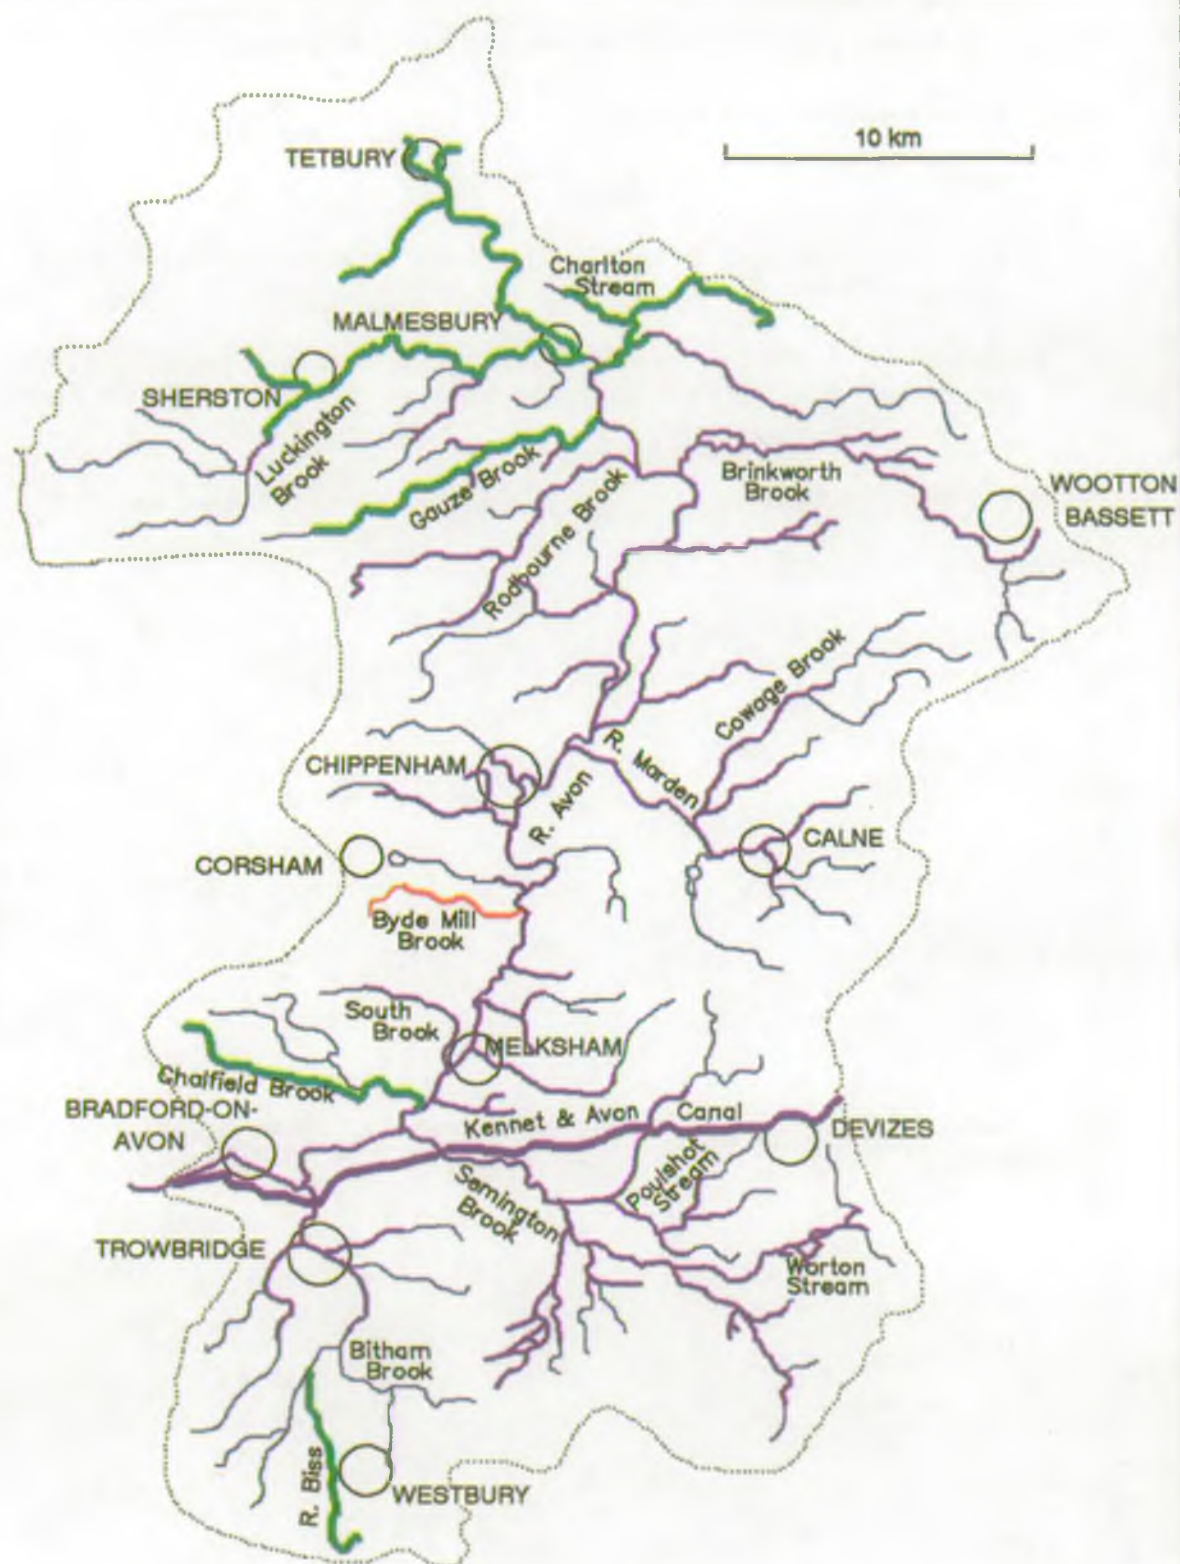 10 km
TETBURY
Charlton
Stream
MALMESBURY
SHERSTON
Luckington
Brook
Gauze Brook
Brinkworth
Brook
WOOTTON
BASSETT
Rodbourne Brook
Cowage Brook
R. Marden
CHIPPENHAM
R. Avon
CALNE
CORSHAM
Byde Mill
Brook
South
Brook
MELKSHAM
Chalfield Brook
BRADFORD-ON-
AVON
Kennet & Avon Canal
DEVIZES
Poulshot
Stream
Semington
Brook
TROWBRIDGE
Worton
Stream
Bitham
Brook
R. Biss
WESTBURY